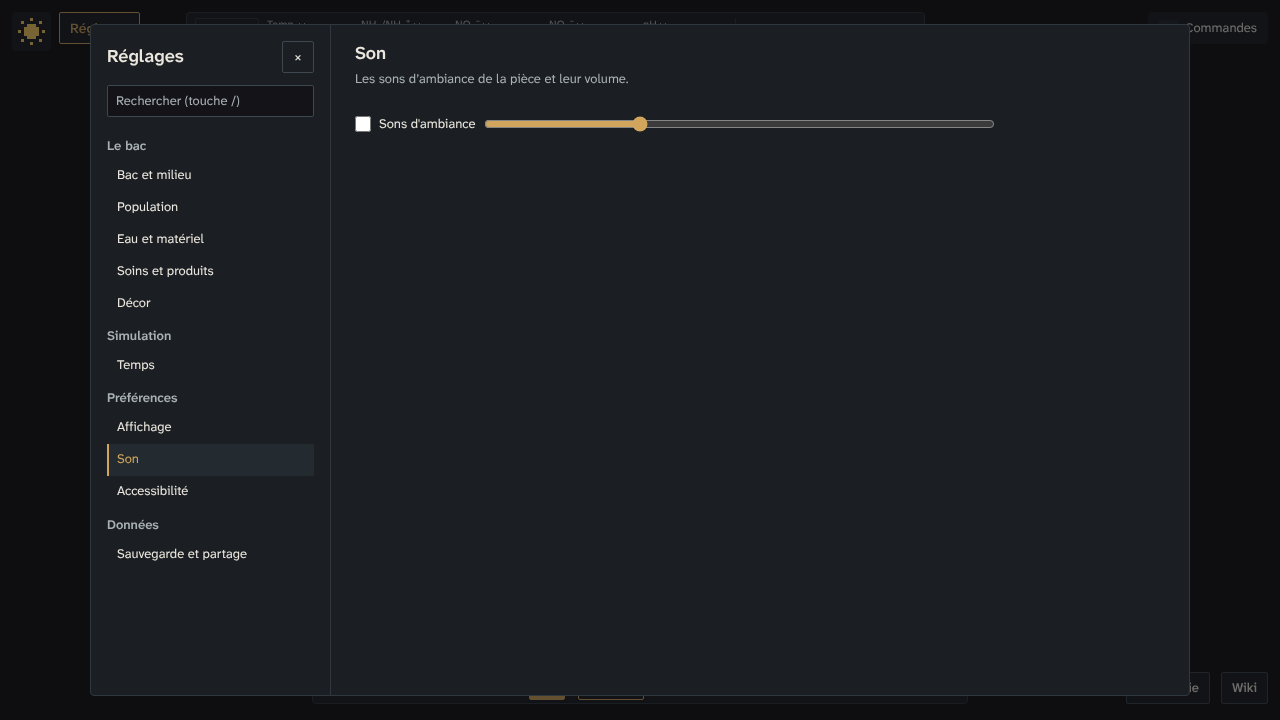 Réglages
×
Rechercher (touche /)
Le bac
Bac et milieu
Population
Eau et matériel
Soins et produits
Décor
Simulation
Temps
Préférences
Affichage
Son
Accessibilité
Données
Sauvegarde et partage
Son
Les sons d'ambiance de la pièce et leur volume.
Sons d'ambiance
Commandes
Wiki